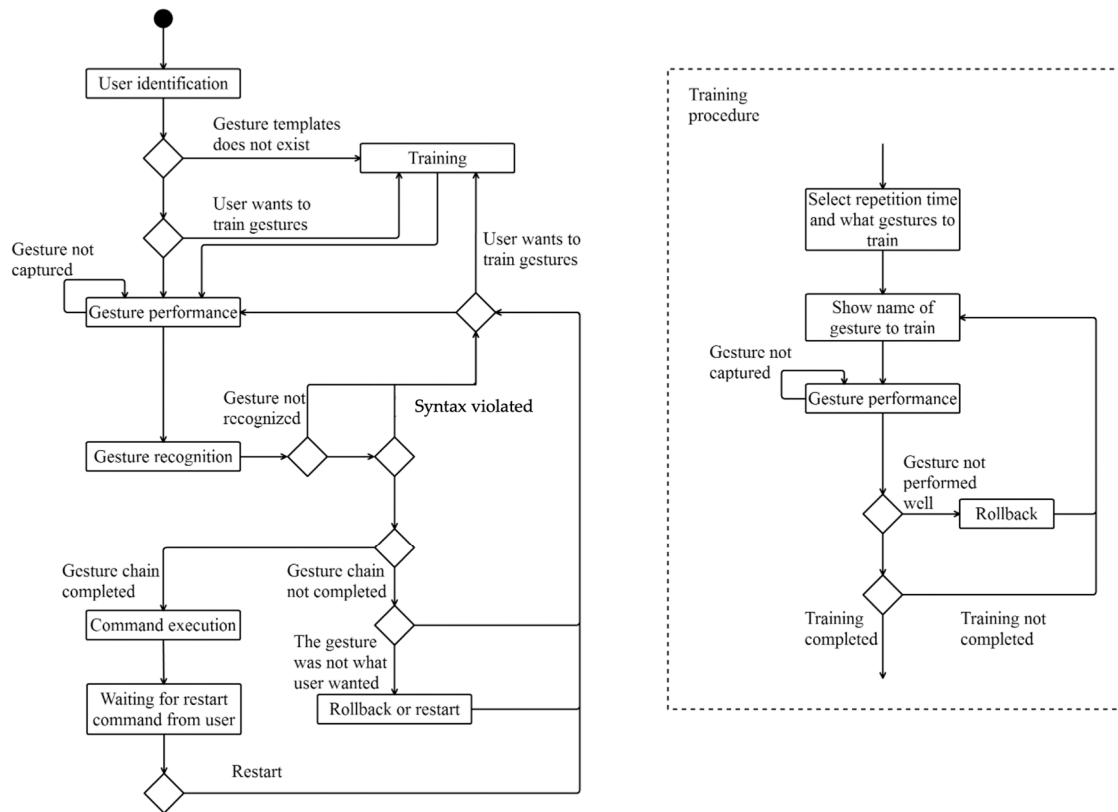 User identification
Gesture templates
does not exist
Training
User wants to
train gestures
Gesture not
captured
User wants to
train gestures
Gesture performance
Gesture not
recognized
Syntax violated
Gesture recognition
Gesture chain
completed
Gesture chain
not completed
Command execution
The gesture
was not what
user wanted
Waiting for restart
command from user
Rollback or restart
Restart
Training
procedure
Select repetition time
and what gestures to
train
Show name of
gesture to train
Gesture not
captured
Gesture performance
Gesture not
performed
well
Rollback
Training
completed
Training not
completed